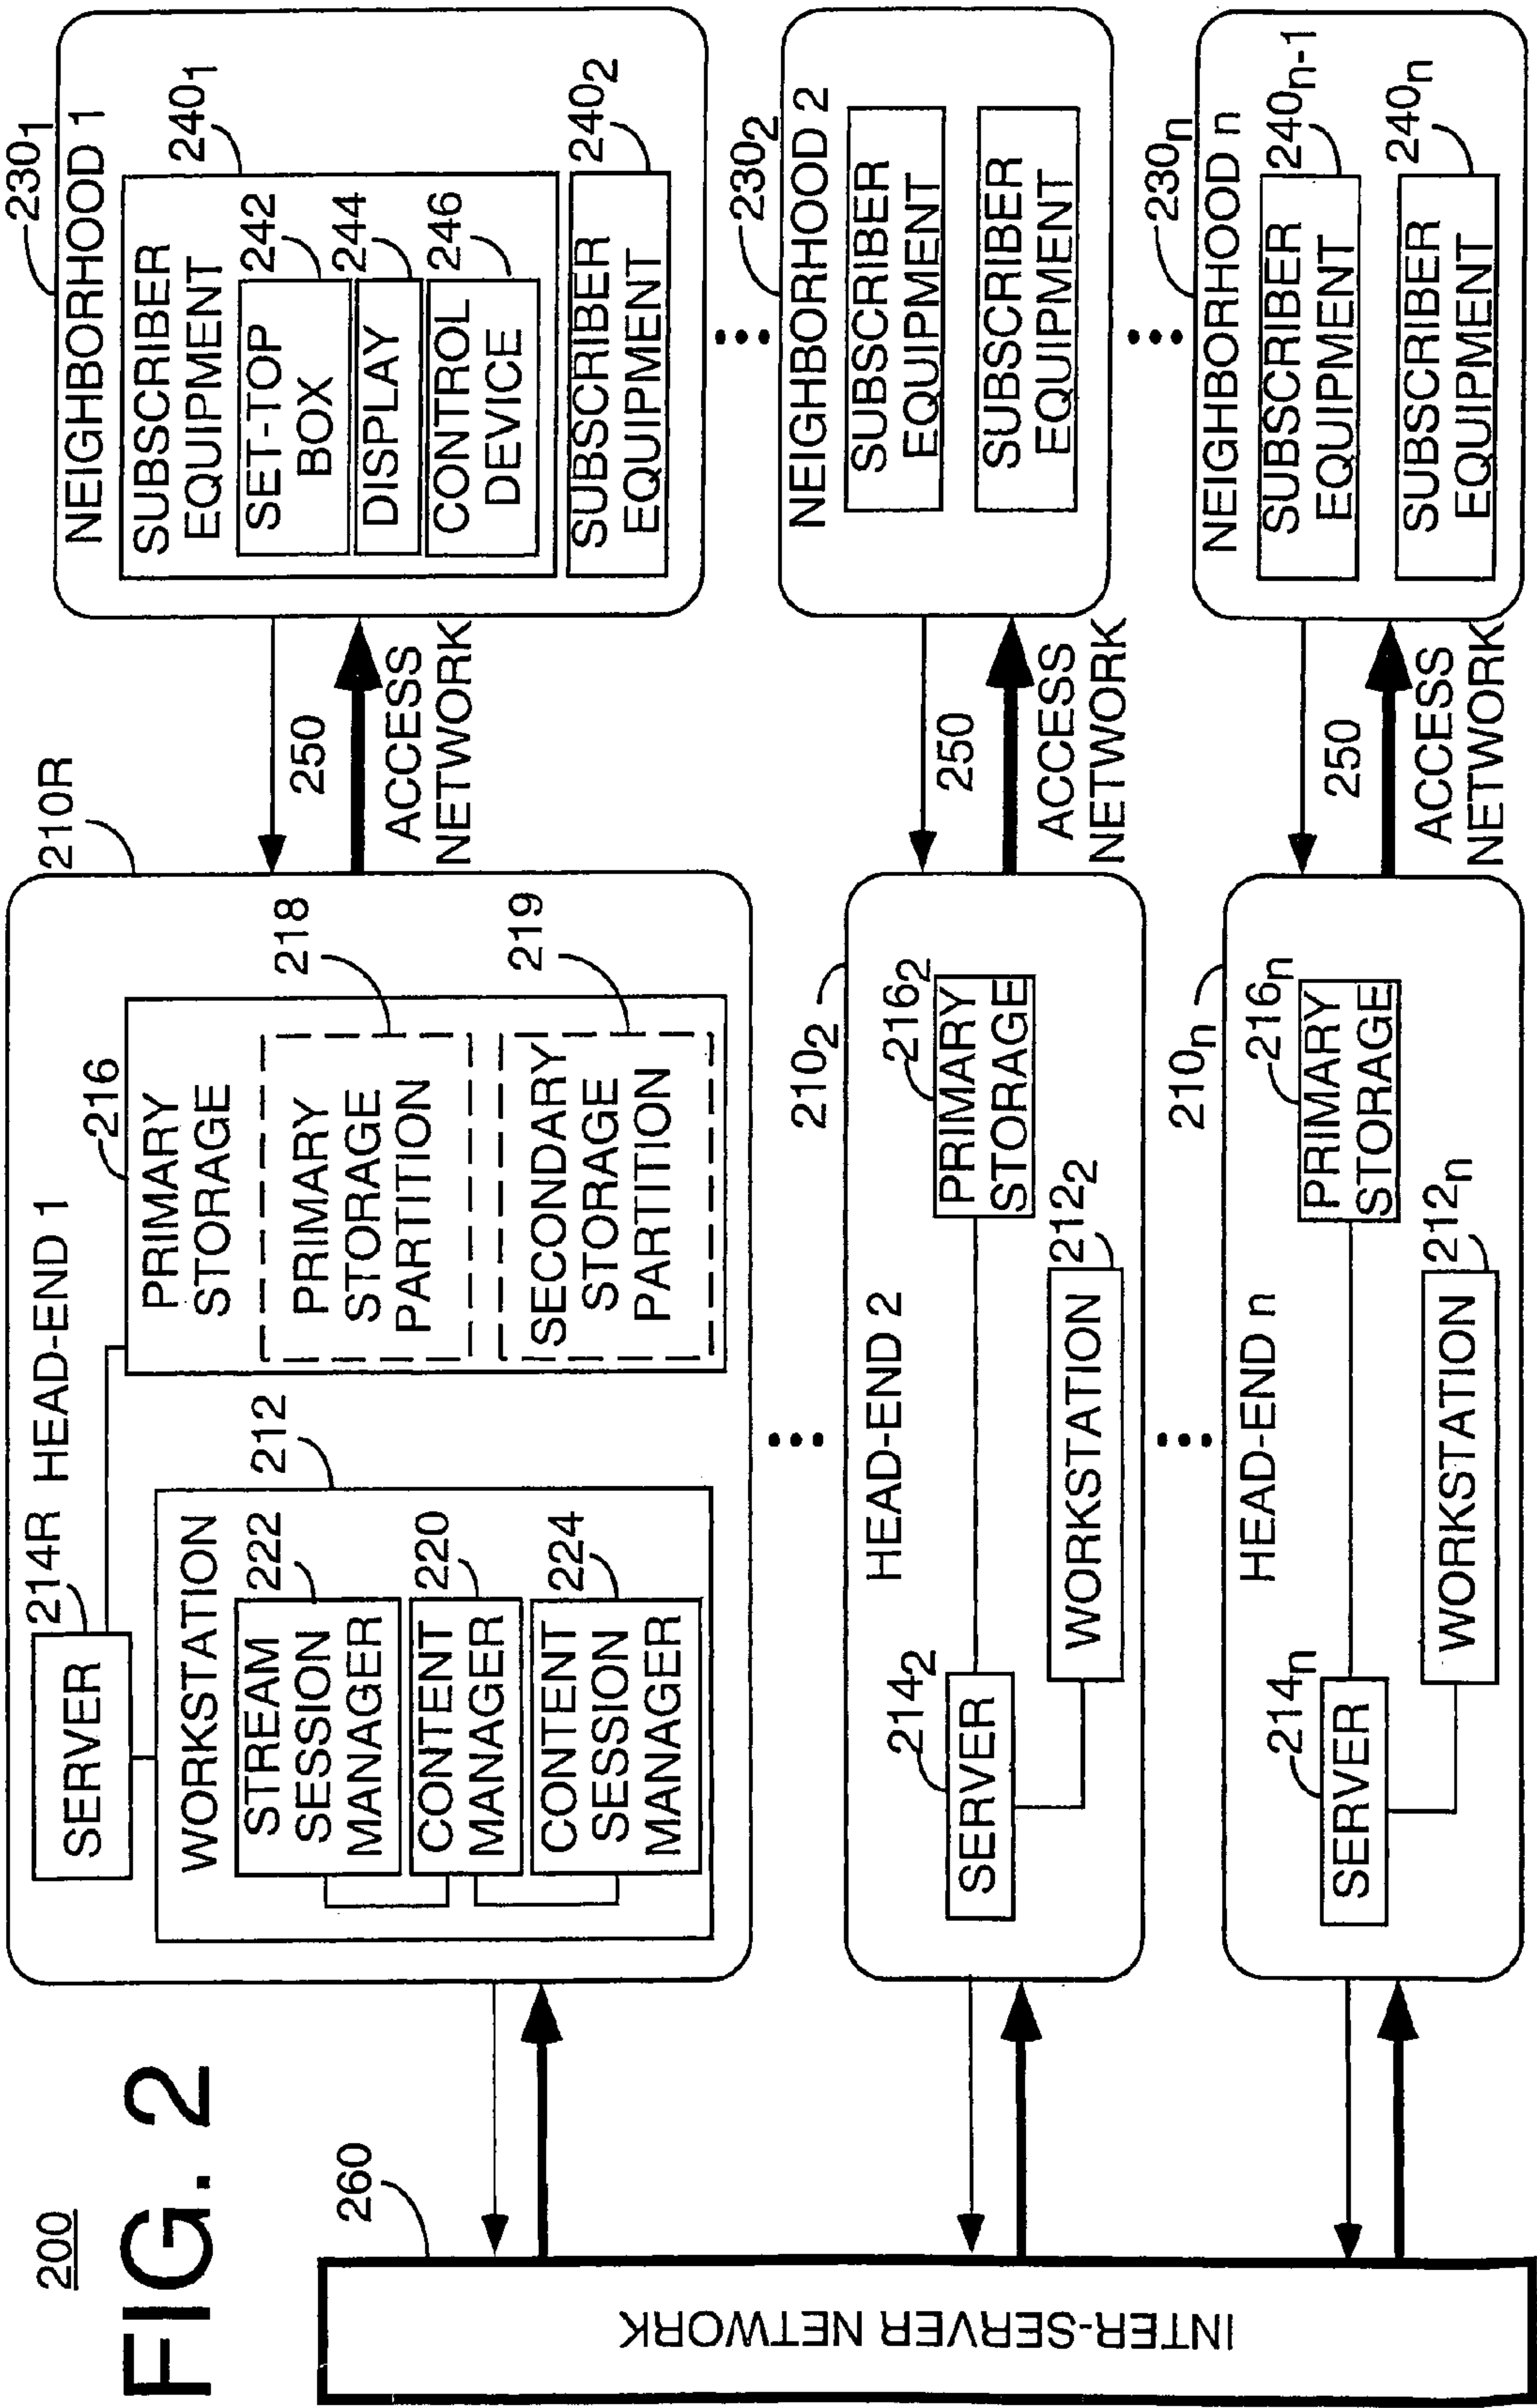 200
FIG. 2
260
INTER-SERVER NETWORK
214R
HEAD-END 1
210R
SERVER
WORKSTATION
212
STREAM
SESSION
MANAGER
222
CONTENT
MANAGER
220
CONTENT
SESSION
MANAGER
224
216
PRIMARY
STORAGE
PRIMARY
STORAGE
PARTITION
218
SECONDARY
STORAGE
PARTITION
219
250
ACCESS
NETWORK
230₁
NEIGHBORHOOD 1
SUBSCRIBER
EQUIPMENT
240₁
SET-TOP
BOX
242
DISPLAY
244
CONTROL
DEVICE
246
SUBSCRIBER
EQUIPMENT
240₂
HEAD-END 2
210₂
214₂
SERVER
216₂
PRIMARY
STORAGE
212₂
WORKSTATION
250
ACCESS
NETWORK
230₂
NEIGHBORHOOD 2
SUBSCRIBER
EQUIPMENT
SUBSCRIBER
EQUIPMENT
HEAD-END n
210ₙ
214ₙ
SERVER
216ₙ
PRIMARY
STORAGE
212ₙ
WORKSTATION
250
ACCESS
NETWORK
230ₙ
NEIGHBORHOOD n
SUBSCRIBER
EQUIPMENT
240ₙ₋₁
SUBSCRIBER
EQUIPMENT
240ₙ